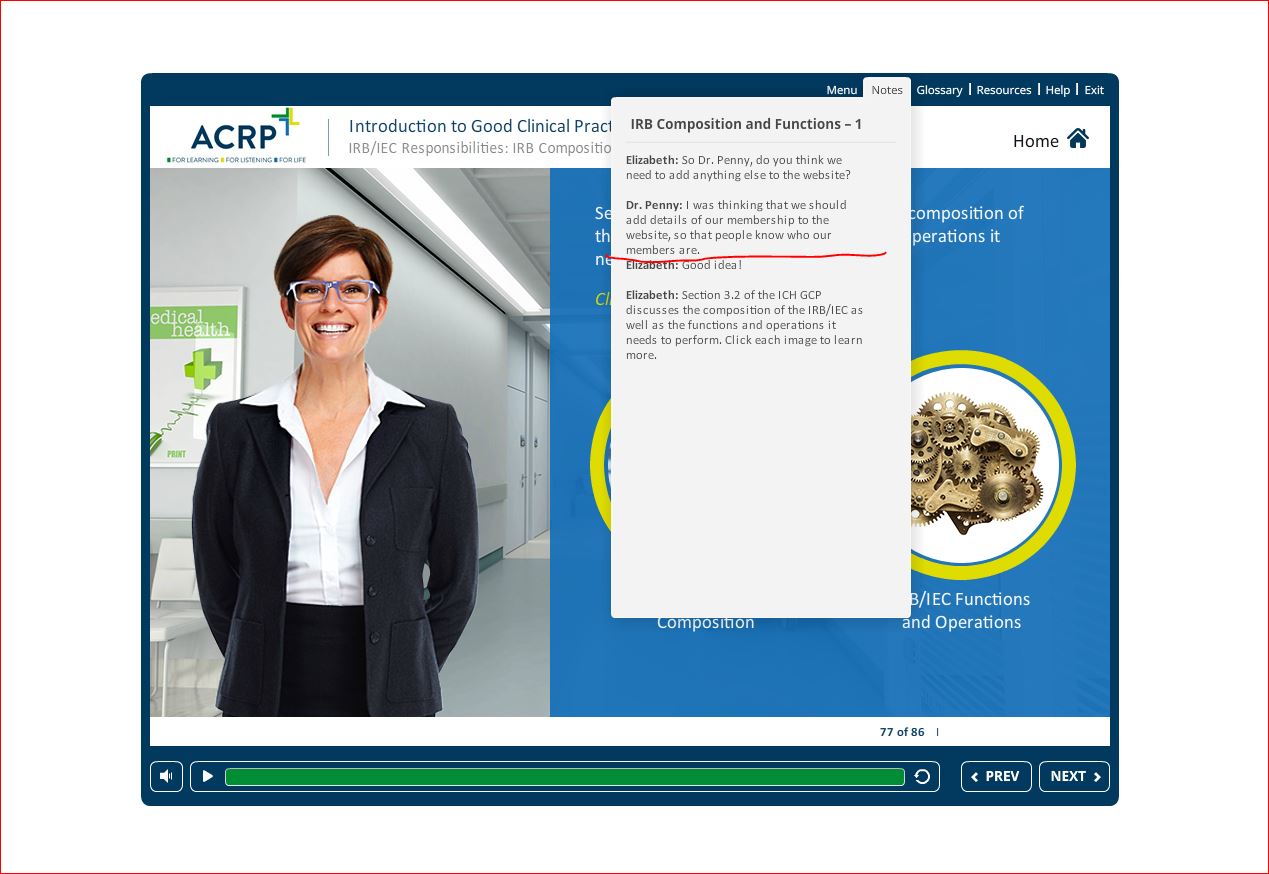 Menu Notes Glossary Resources Help Exit
ACRP
FOR LEARNING FOR LISTENING FOR LIFE
Introduction to Good Clinical Pract
IRB/IEC Responsibilities: IRB Compositio
Home
IRB Composition and Functions – 1
Elizabeth: So Dr. Penny, do you think we
need to add anything else to the website?
Dr. Penny: I was thinking that we should
add details of our membership to the
website, so that people know who our
members are.
Elizabeth: Good idea!
Elizabeth: Section 3.2 of the ICH GCP
discusses the composition of the IRB/IEC as
well as the functions and operations it
needs to perform. Click each image to learn
more.
Se composition of
th perations it
ne
Cli
edical
health
PRINT
Composition
B/IEC Functions
and Operations
77 of 86
PREV NEXT